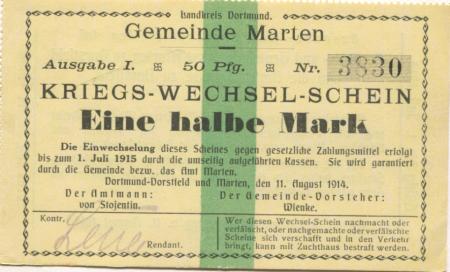 Landkreis Dortmund.
Gemeinde Marten
Ausgabe I. 50 Pfg. Nr. 3830
KRIEGS-WECHSEL-SCHEIN
Eine halbe Mark
Die Einwechselung dieses Scheines gegen gesetzliche Zahlungsmittel erfolgt
bis zum 1. Juli 1915 durch die umseitig aufgeführten Kassen. Sie wird garantiert
durch die Gemeinde bezw. das Amt Marten.
Dortmund-Dorstfeld und Marten, den 11. August 1914.
Der Amtmann: Der Gemeinde-Vorsteher:
von Stojentin. Wienke.
Kontr.
Rendant.
Wer diesen Wechsel-Schein nachmacht oder
verfälscht, oder nachgemachte oder verfälschte
Scheine sich verschafft und in den Verkehr
bringt, kann mit Zuchthaus bestraft werden.